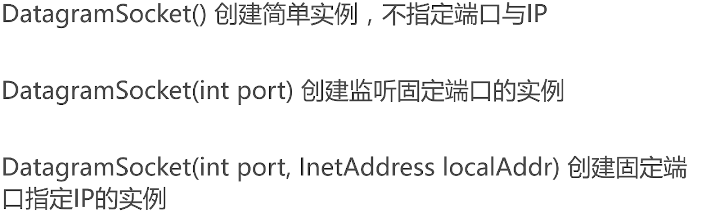 DatagramSocket() 创建简单实例，不指定端口与IP
DatagramSocket(int port) 创建监听固定端口的实例
DatagramSocket(int port, InetAddress localAddr) 创建固定端
口指定IP的实例